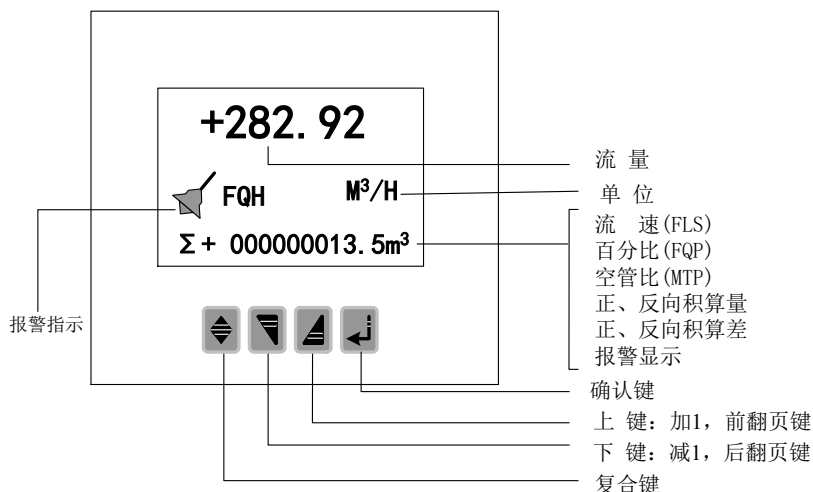 +282.92
FQH M³/H
Σ+ 000000013.5m³
报警指示
流 量
单 位
流 速(FLS)
百分比(FQP)
空管比(MTP)
正、反向积算量
正、反向积算差
报警显示
确认键
上 键：加1，前翻页键
下 键：减1，后翻页键
复合键